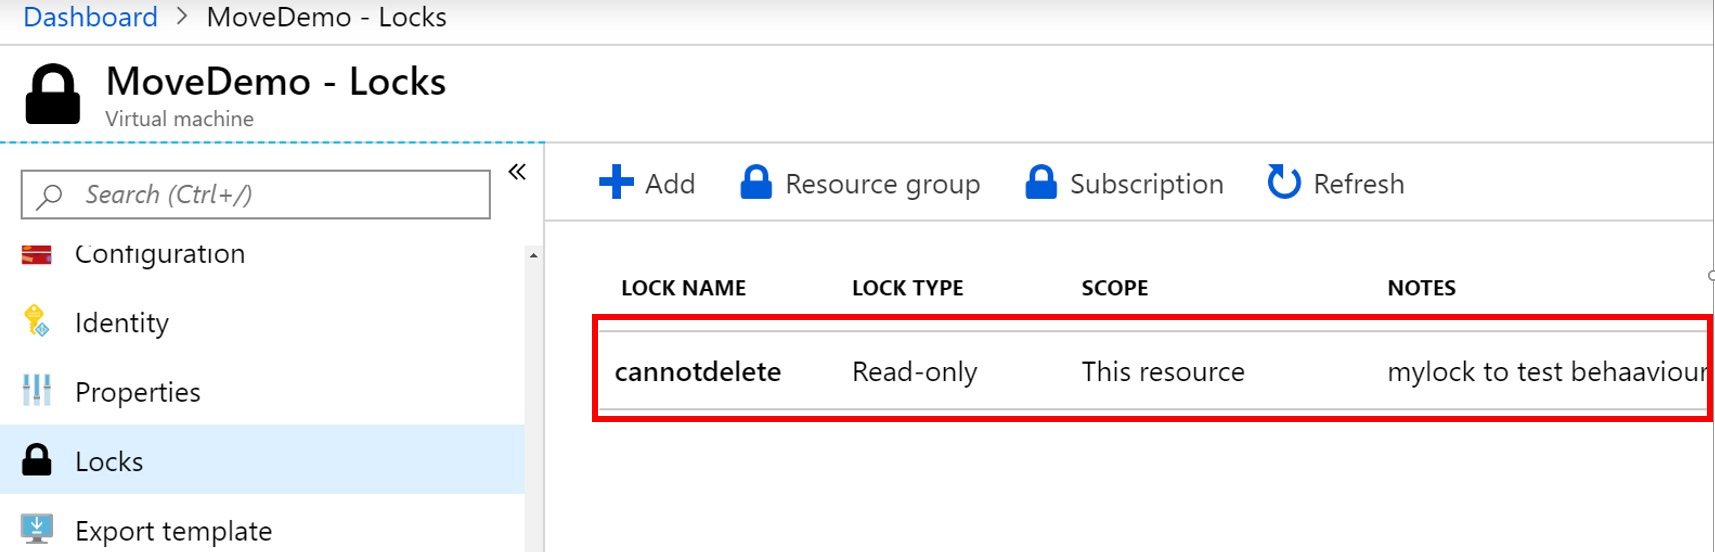 Dashboard > MoveDemo - Locks
MoveDemo - Locks
Virtual machine
Search (Ctrl+/)
«
Configuration
Identity
Properties
Locks
Export template
Add Resource group Subscription Refresh
LOCK NAME LOCK TYPE SCOPE NOTES
cannotdelete Read-only This resource mylock to test behaaviour